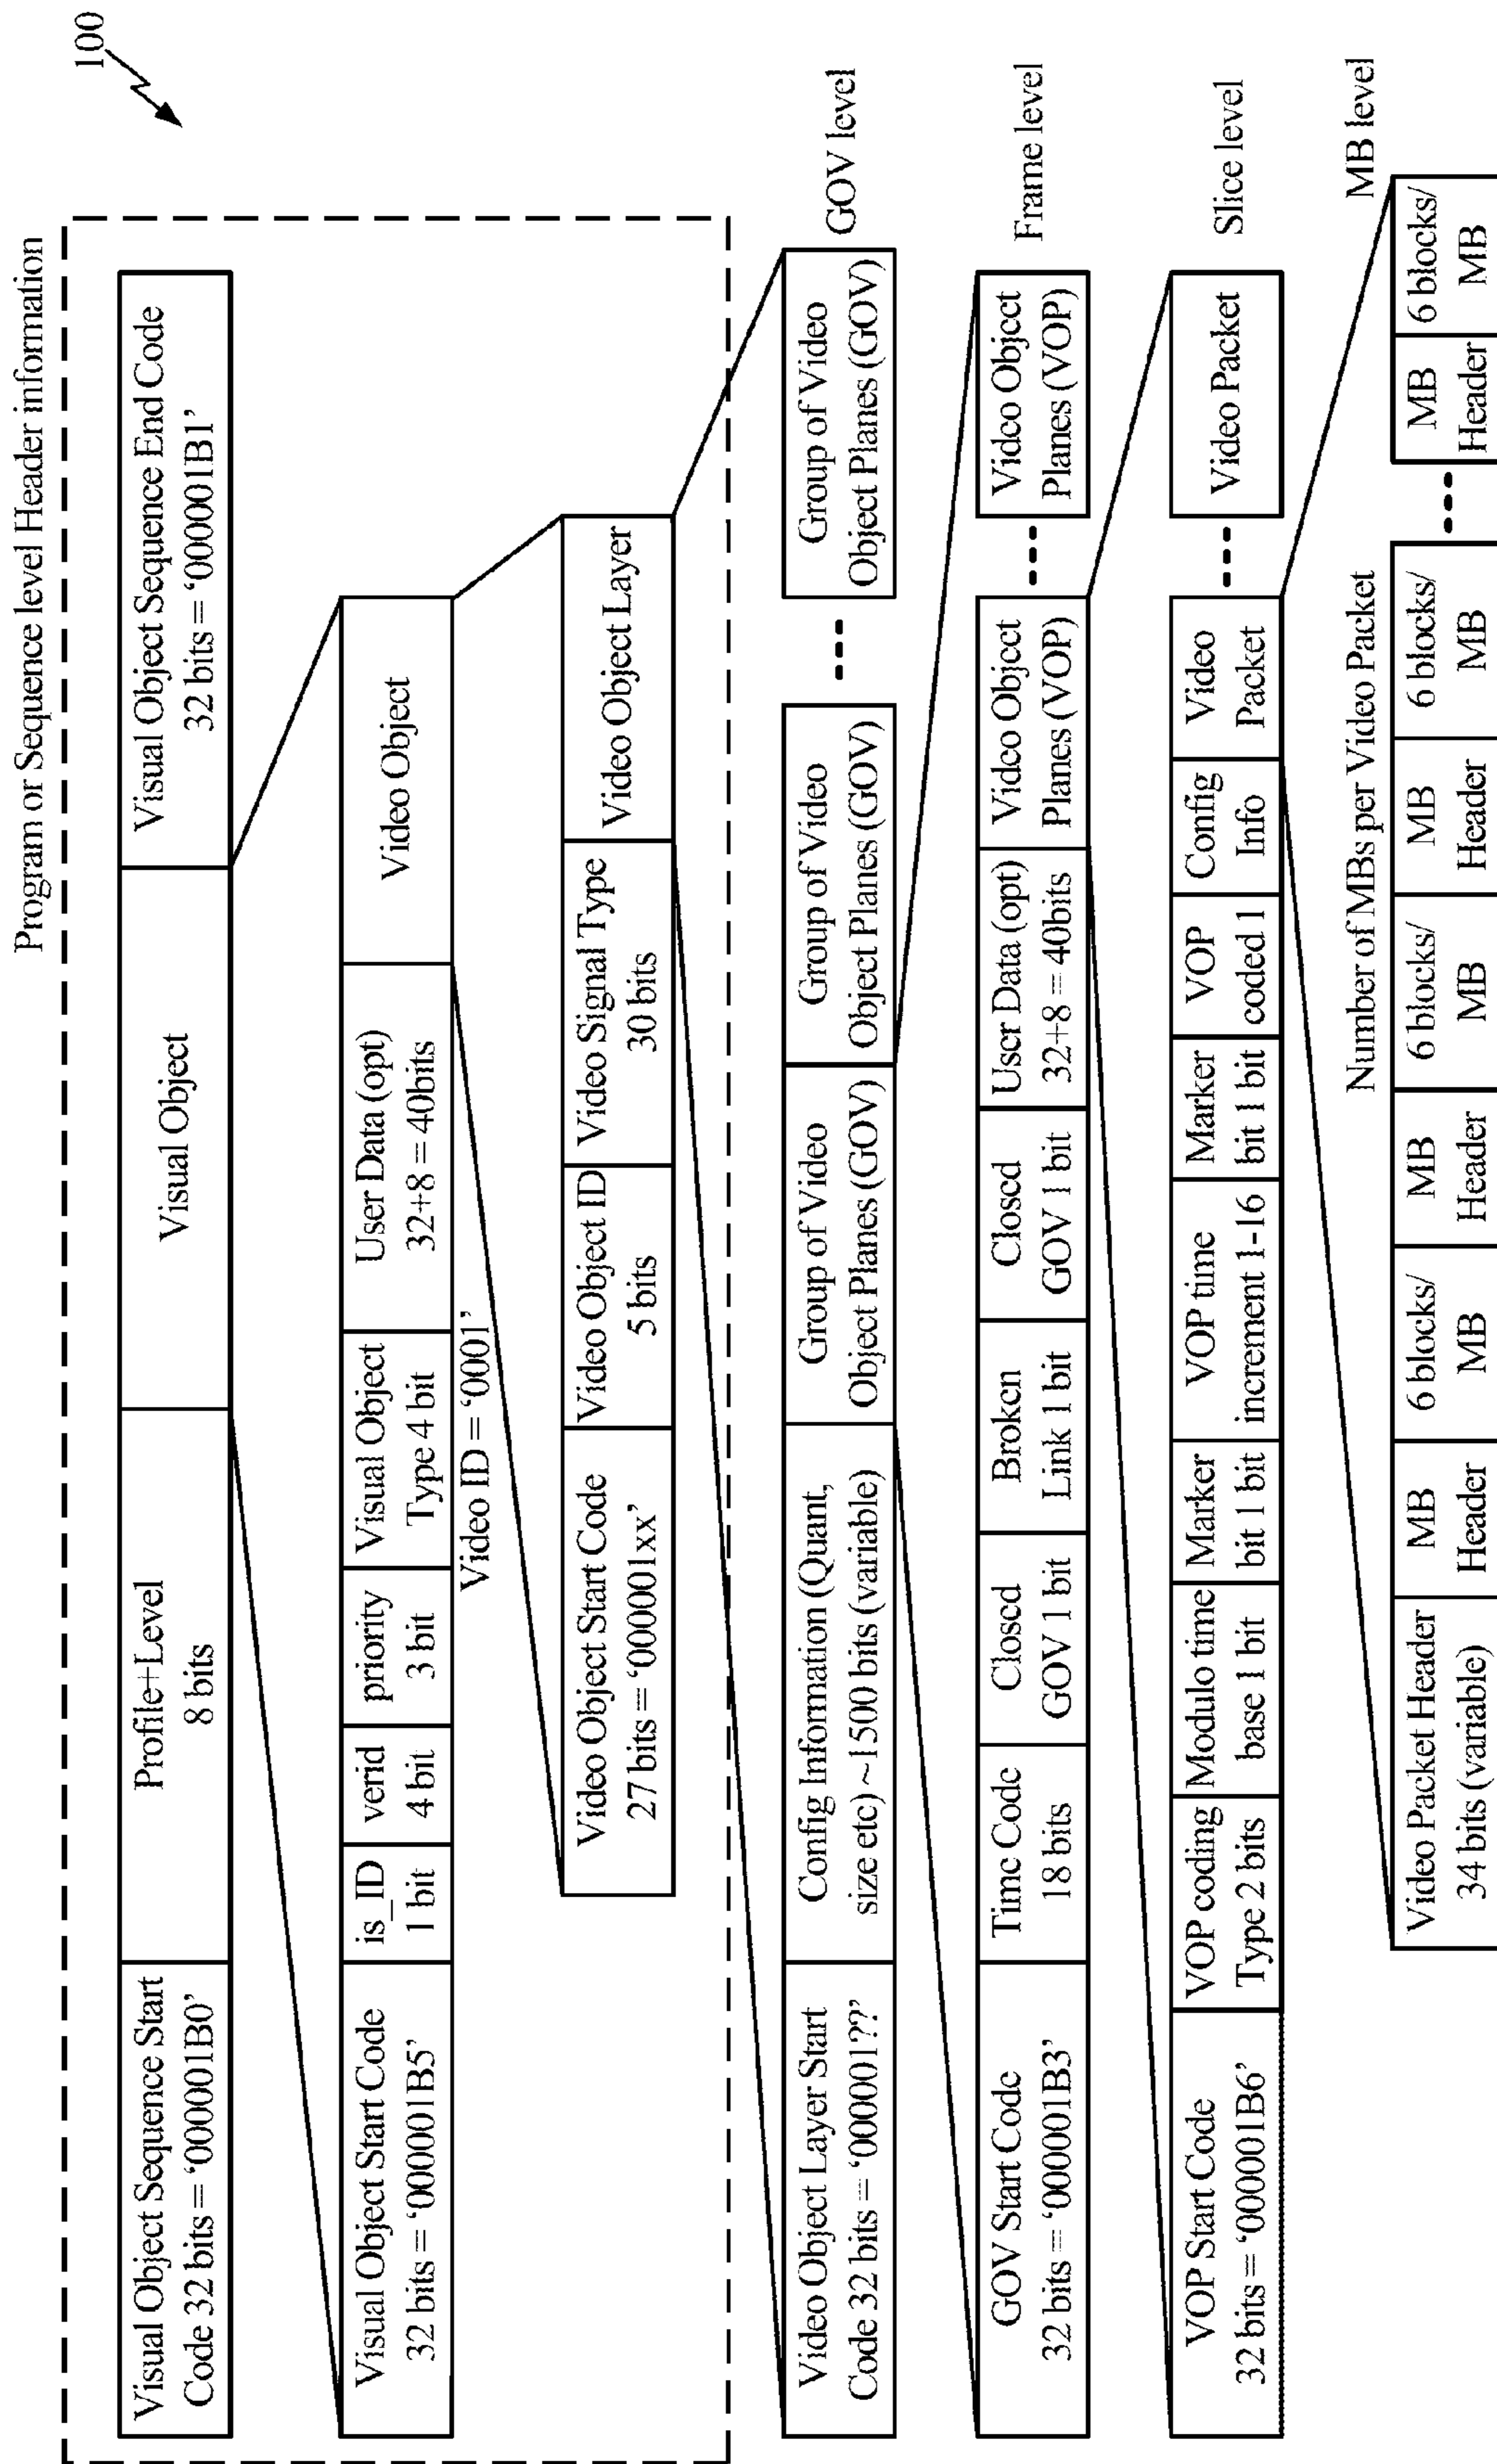 100
Program or Sequence level Header information
Visual Object Sequence Start
Code 32 bits = ‘000001B0’
Profile+Level
8 bits
Visual Object
Visual Object Sequence End Code
32 bits = ‘000001B1’
Visual Object Start Code
32 bits = ‘000001B5’
is_ID
1 bit
verid
4 bit
priority
3 bit
Visual Object
Type 4 bit
User Data (opt)
32+8 = 40bits
Video Object
Video ID = ‘0001’
Video Object Start Code
27 bits = ‘000001xx’
Video Object ID
5 bits
Video Signal Type
30 bits
Video Object Layer
GOV level
Video Object Layer Start
Code 32 bits = ‘000001??’
Config Information (Quant,
size etc) ~1500 bits (variable)
Group of Video
Object Planes (GOV)
Group of Video
Object Planes (GOV)
Group of Video
Object Planes (GOV)
Frame level
GOV Start Code
32 bits = ‘000001B3’
Time Code
18 bits
Closed
GOV 1 bit
Broken
Link 1 bit
Closed
GOV 1 bit
User Data (opt)
32+8 = 40bits
Video Object
Planes (VOP)
Video Object
Planes (VOP)
Slice level
VOP Start Code
32 bits = ‘000001B6’
VOP coding
Type 2 bits
Modulo time
base 1 bit
Marker
bit 1 bit
VOP time
increment 1-16
Marker
bit 1 bit
VOP
coded 1
Config
Info
Video
Packet
Video Packet
MB level
Number of MBs per Video Packet
Video Packet Header
34 bits (variable)
MB
Header
6 blocks/
MB
MB
Header
6 blocks/
MB
MB
Header
6 blocks/
MB
MB
Header
6 blocks/
MB